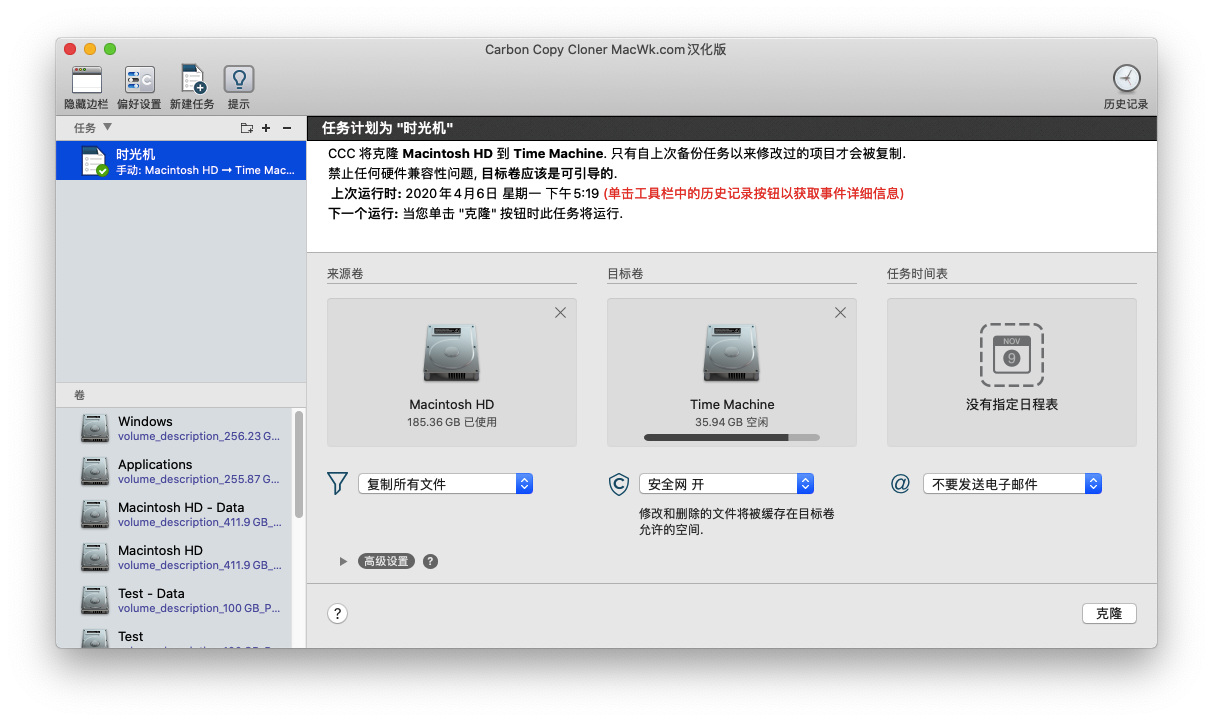 Carbon Copy Cloner MacWk.com汉化版
隐藏边栏 偏好设置 新建任务 提示 历史记录
任务
时光机
手动: Macintosh HD → Time Mac...
任务计划为 "时光机"
CCC 将克隆 Macintosh HD 到 Time Machine. 只有自上次备份任务以来修改过的项目才会被复制.
禁止任何硬件兼容性问题, 目标卷应该是可引导的.
上次运行时: 2020年4月6日 星期一 下午5:19 (单击工具栏中的历史记录按钮以获取事件详细信息)
下一个运行: 当您单击 "克隆" 按钮时此任务将运行.
来源卷
Macintosh HD
185.36 GB 已使用
复制所有文件
目标卷
Time Machine
35.94 GB 空闲
安全网 开
修改和删除的文件将被缓存在目标卷
允许的空间.
任务时间表
NOV
9
没有指定日程表
@
不要发送电子邮件
高级设置 ?
卷
Windows
volume_description_256.23 G...
Applications
volume_description_255.87 G...
Macintosh HD - Data
volume_description_411.9 GB_...
Macintosh HD
volume_description_411.9 GB_...
Test - Data
volume_description_100 GB_P...
Test
? 克隆